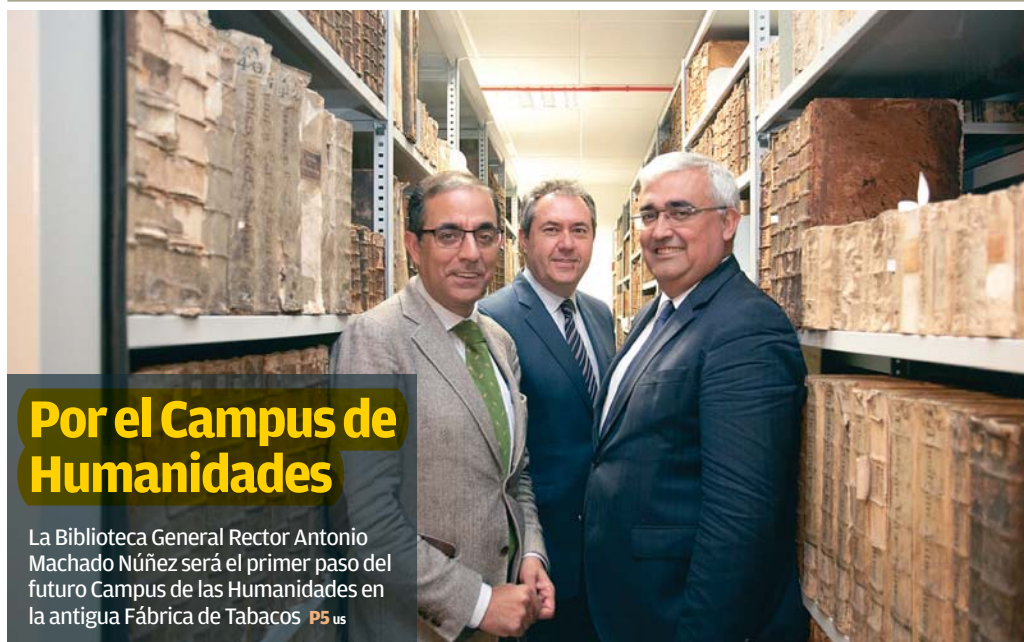 Por el Campus de
Humanidades
La Biblioteca General Rector Antonio
Machado Núñez será el primer paso del
futuro Campus de las Humanidades en
la antigua Fábrica de Tabacos P5 us